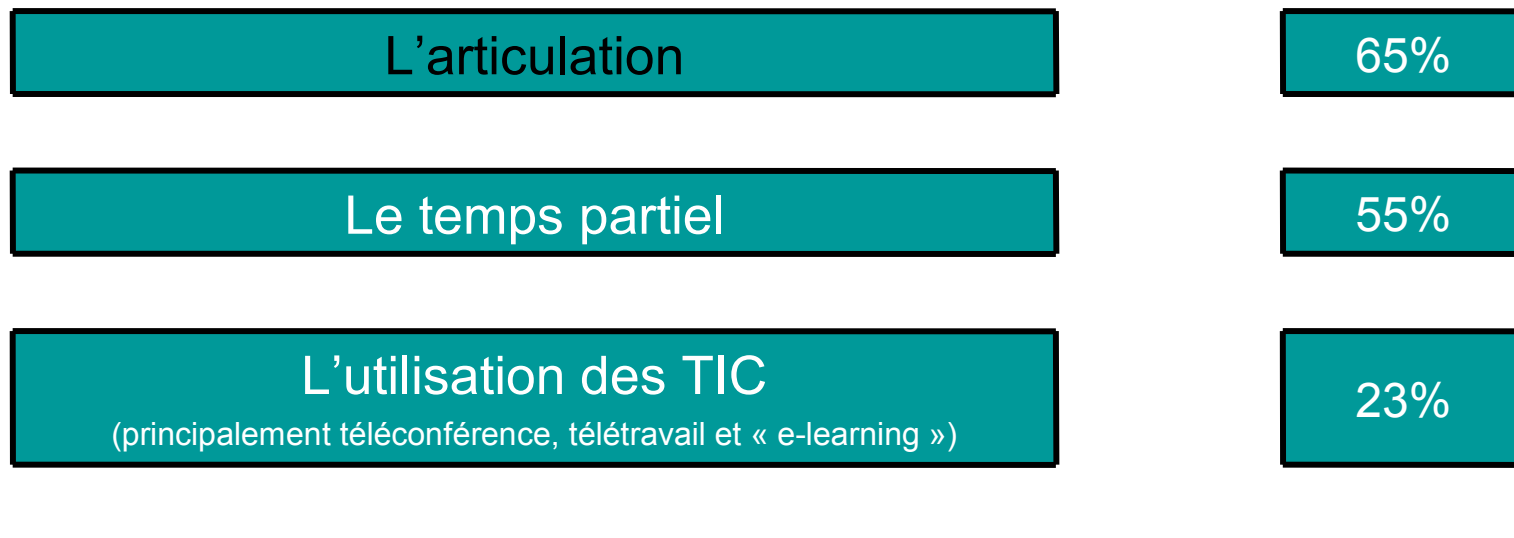 L’articulation
65%
Le temps partiel
55%
L’utilisation des TIC
(principalement téléconférence, télétravail et « e-learning »)
23%